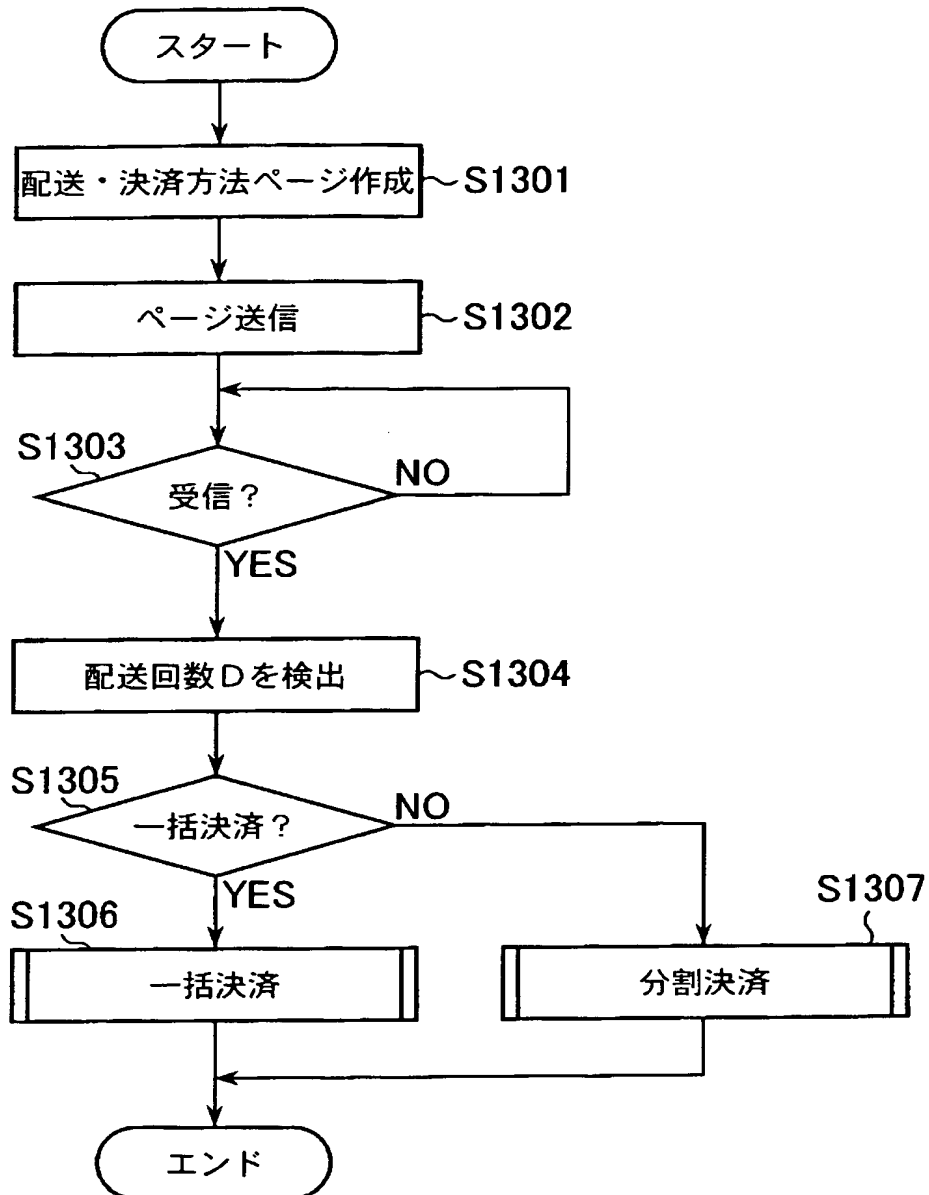 スタート
配送・決済方法ページ作成
S1301
ページ送信
S1302
S1303
受信？
NO
YES
配送回数Dを検出
S1304
S1305
一括決済？
NO
YES
S1306
一括決済
S1307
分割決済
エンド